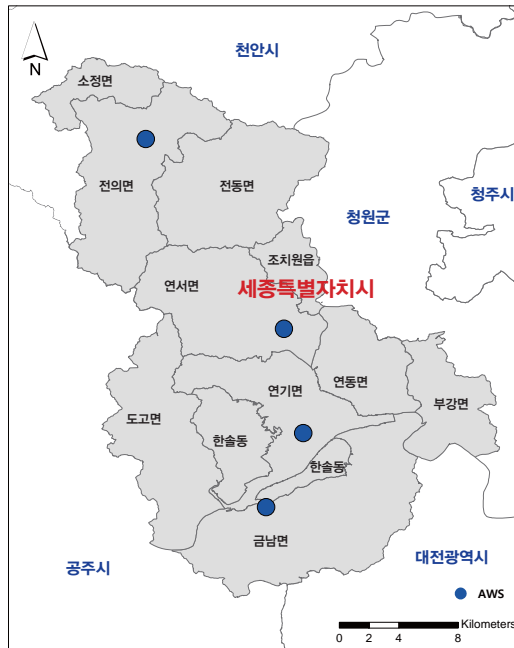 천안시
N
소정면
전의면
전동면
청주시
청원군
조치원읍
연서면
세종특별자치시
연기면
연동면
부강면
도고면
한솔동
한솔동
금남면
대전광역시
공주시
AWS
Kilometers
0 2 4 8